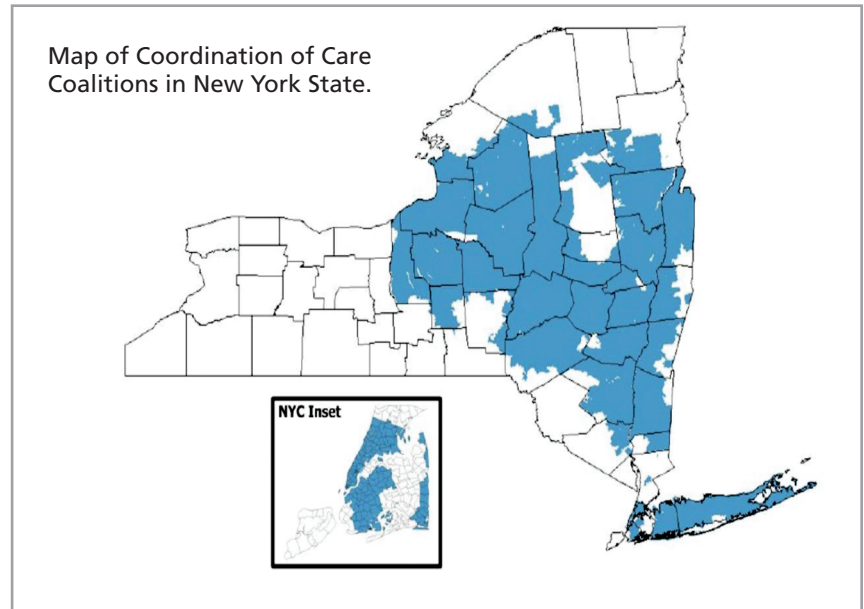 Map of Coordination of Care
Coalitions in New York State.
NYC Inset